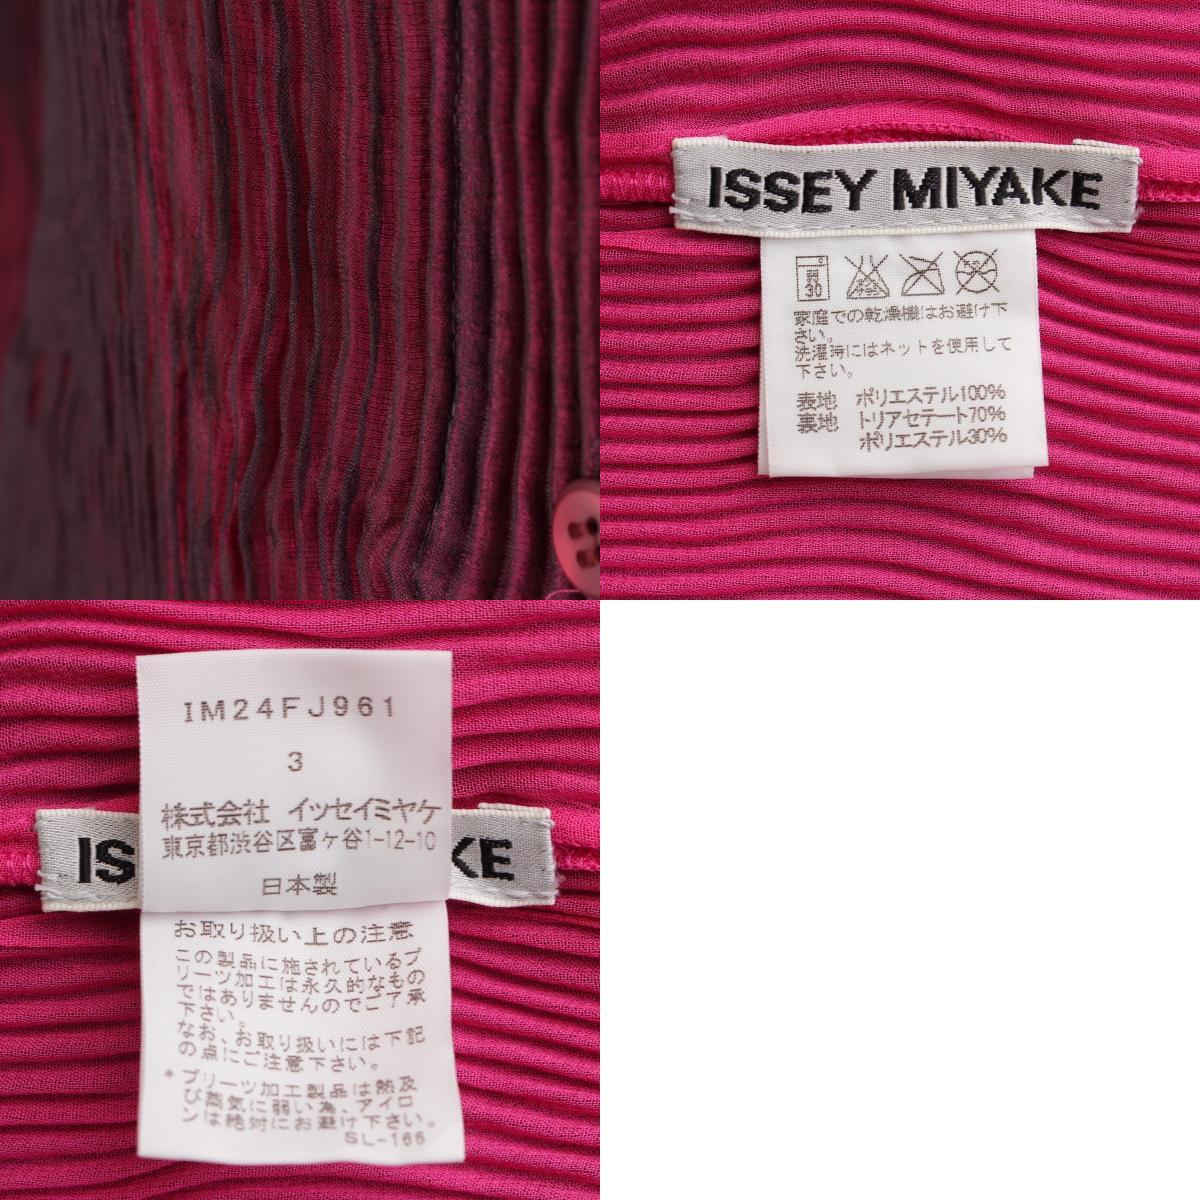 ISSEY MIYAKE
30
家庭での乾燥機はお避け下
さい。
洗濯時にはネットを使用して
下さい。
表地 ポリエステル100%
裏地 トリアセテート70%
ポリエステル30%
IM24FJ961
3
株式会社 イッセイミヤケ
東京都渋谷区富ヶ谷1-12-10
IS KE
日本製
お取り扱い上の注意
この製品に施されているプ
リーツ加工は永久的なもの
ではありませんのでご了承
下さい。
なお、お取り扱いには下記
の点にご注意下さい。
*プリーツ加工製品は熱及
び蒸気に弱い為、アイロ
ンは絶対にお避け下さい。
SL-166